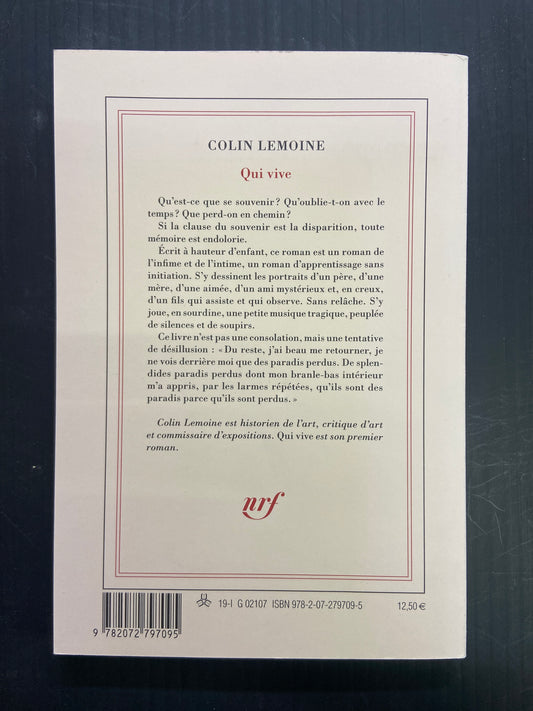 COLIN LEMOINE
Qui vive
Qu'est-ce que se souvenir ? Qu'oublie-t-on avec le
temps ? Que perd-on en chemin ?
Si la clause du souvenir est la disparition, toute
mémoire est endolorie.
Écrit à hauteur d'enfant, ce roman est un roman de
l'infime et de l'intime, un roman d'apprentissage sans
initiation. S'y dessinent les portraits d'un père, d'une
mère, d'une aimée, d'un ami mystérieux et, en creux,
d'un fils qui assiste et qui observe. Sans relâche. S'y
joue, en sourdine, une petite musique tragique, peuplée
de silences et de soupirs.
Ce livre n'est pas une consolation, mais une tentative
de désillusion : « Du reste, j'ai beau me retourner, je
ne vois derrière moi que des paradis perdus. De splen-
dides paradis perdus dont mon branle-bas intérieur
m'a appris, par les larmes répétées, qu'ils sont des
paradis parce qu'ils sont perdus. »
Colin Lemoine est historien de l'art, critique d'art
et commissaire d'expositions. Qui vive est son premier
roman.
nrf
19-I G 02107 ISBN 978-2-07-279709-5 12,50 €
9 782072 797095